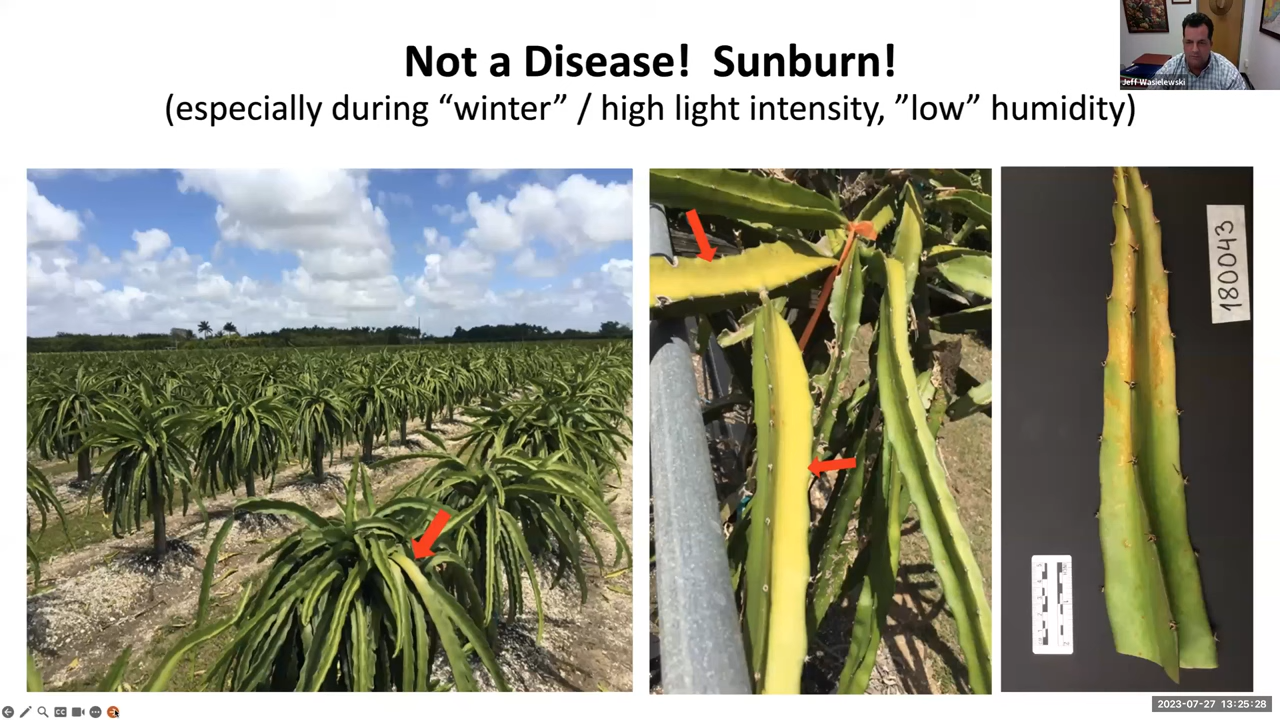 Not a Disease!  Sunburn!
(especially during “winter” / high light intensity, ”low” humidity)
Jeff Wasielewski
180043
2023-07-27 13:25:28